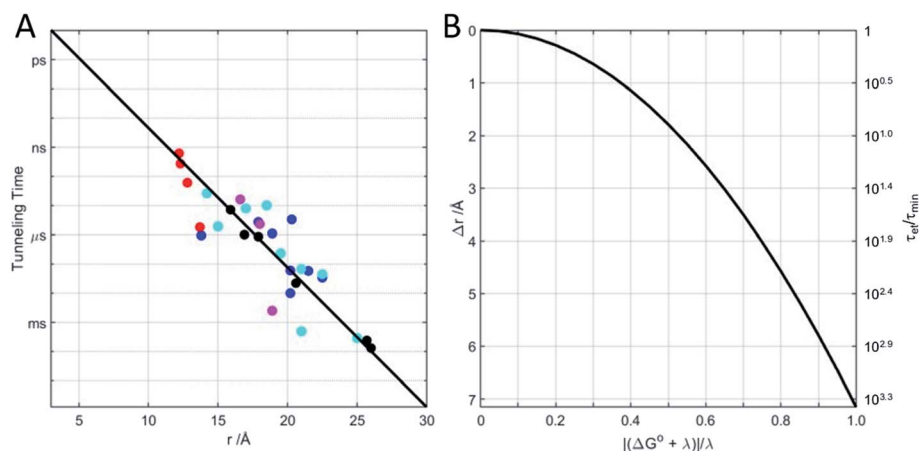 A
Tunneling Time
ps
ns
μs
ms
5 10 15 20 25 30
r /Å
B
Δr /Å
0
1
2
3
4
5
6
7
0 0.2 0.4 0.6 0.8 1.0
|(ΔG° + λ)|/λ
1
10^0.5
10^1.0
10^1.4
10^1.9
10^2.4
10^2.9
10^3.3
τet/τmin